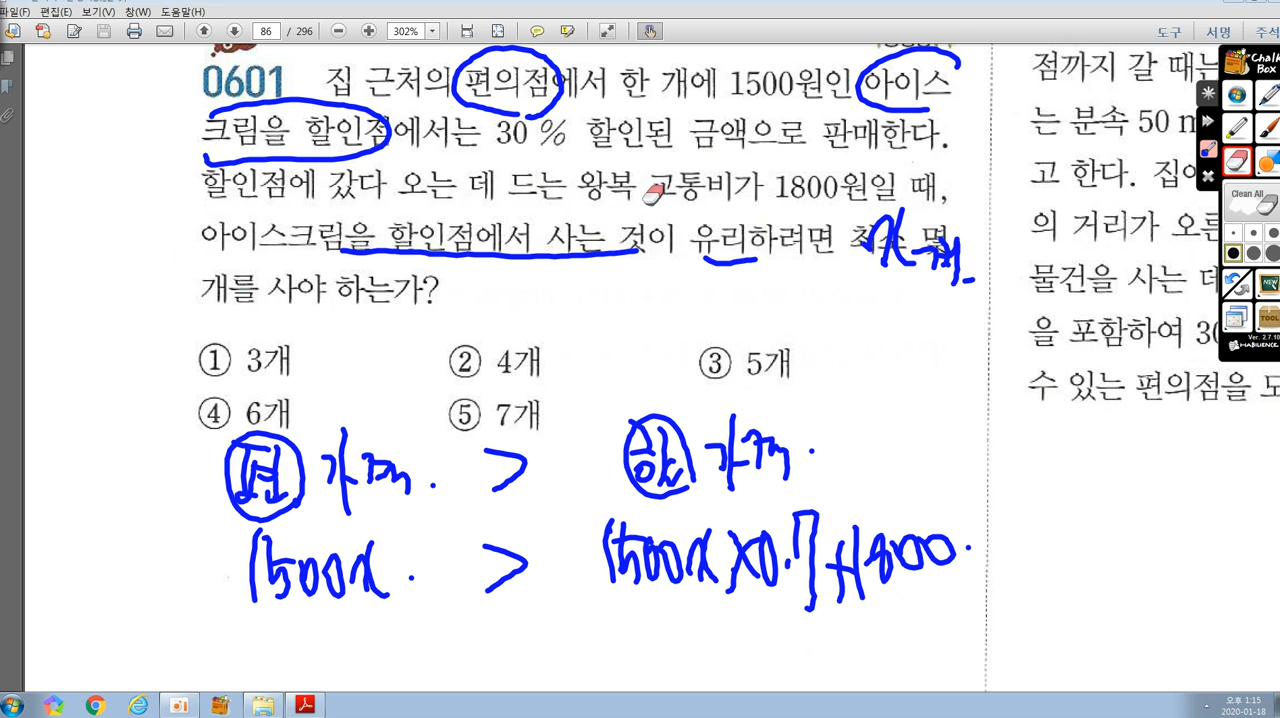 파일(F) 편집(E) 보기(V) 창(W) 도움말(H)
86 / 296 302% 도구 서명 주석
0601 집 근처의 편의점에서 한 개에 1500원인 아이스
크림을 할인점에서는 30 % 할인된 금액으로 판매한다.
할인점에 갔다 오는 데 드는 왕복 교통비가 1800원일 때,
아이스크림을 할인점에서 사는 것이 유리하려면 최소 몇
개를 사야 하는가?
x개
① 3개 ② 4개 ③ 5개
④ 6개 ⑤ 7개
편 가격. > 할 가격.
1500x. > 1500x × 0.7 + 1800.
점까지 갈 때는
는 분속 50 m
고 한다. 집에
의 거리가 오른
물건을 사는 데
을 포함하여 30
수 있는 편의점을 모
Chalk Box
Clean All
NEW
TOOL
Ver. 2.7.10
HABILIENCE
오후 1:15
2020-01-18